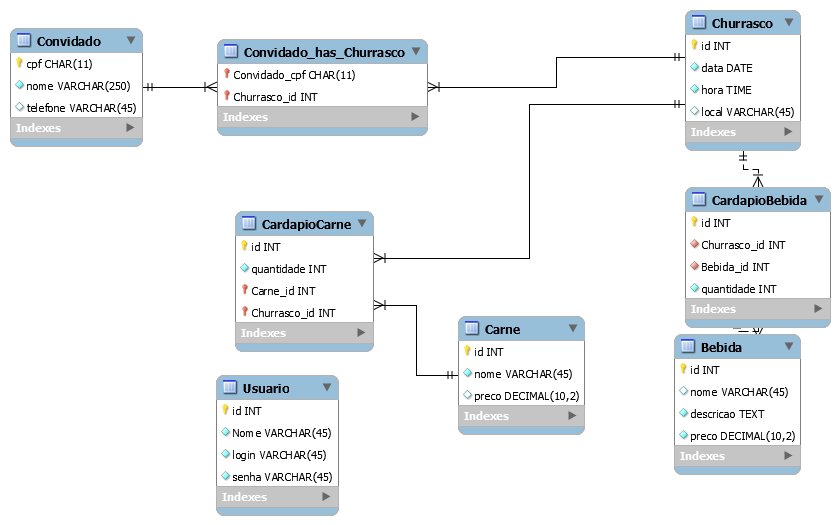 Convidado
cpf CHAR(11)
nome VARCHAR(250)
telefone VARCHAR(45)
Indexes
Convidado_has_Churrasco
Convidado_cpf CHAR(11)
Churrasco_id INT
Indexes
Churrasco
id INT
data DATE
hora TIME
local VARCHAR(45)
Indexes
CardapioCarne
id INT
quantidade INT
Carne_id INT
Churrasco_id INT
Indexes
CardapioBebida
id INT
Churrasco_id INT
Bebida_id INT
quantidade INT
Indexes
Carne
id INT
nome VARCHAR(45)
preco DECIMAL(10,2)
Indexes
Bebida
id INT
nome VARCHAR(45)
descricao TEXT
preco DECIMAL(10,2)
Indexes
Usuario
id INT
Nome VARCHAR(45)
login VARCHAR(45)
senha VARCHAR(45)
Indexes